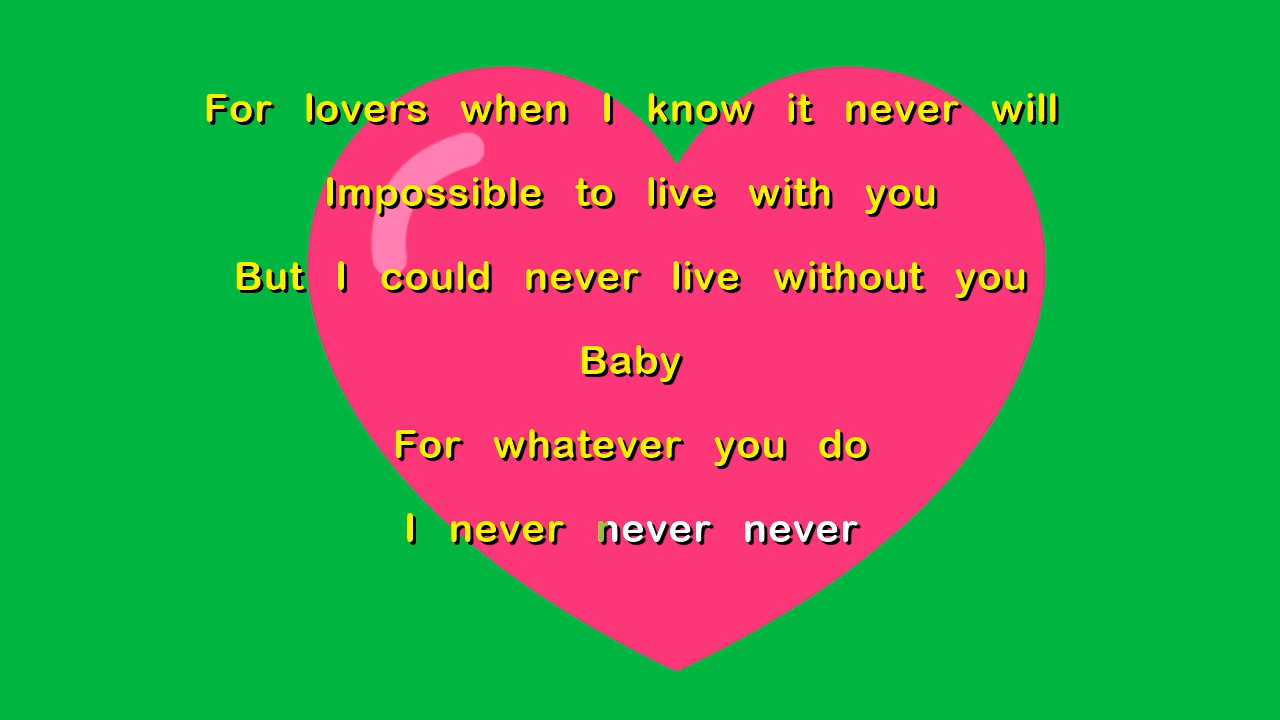 For lovers when I know it never will
Impossible to live with you
But I could never live without you
Baby
For whatever you do
I never never never